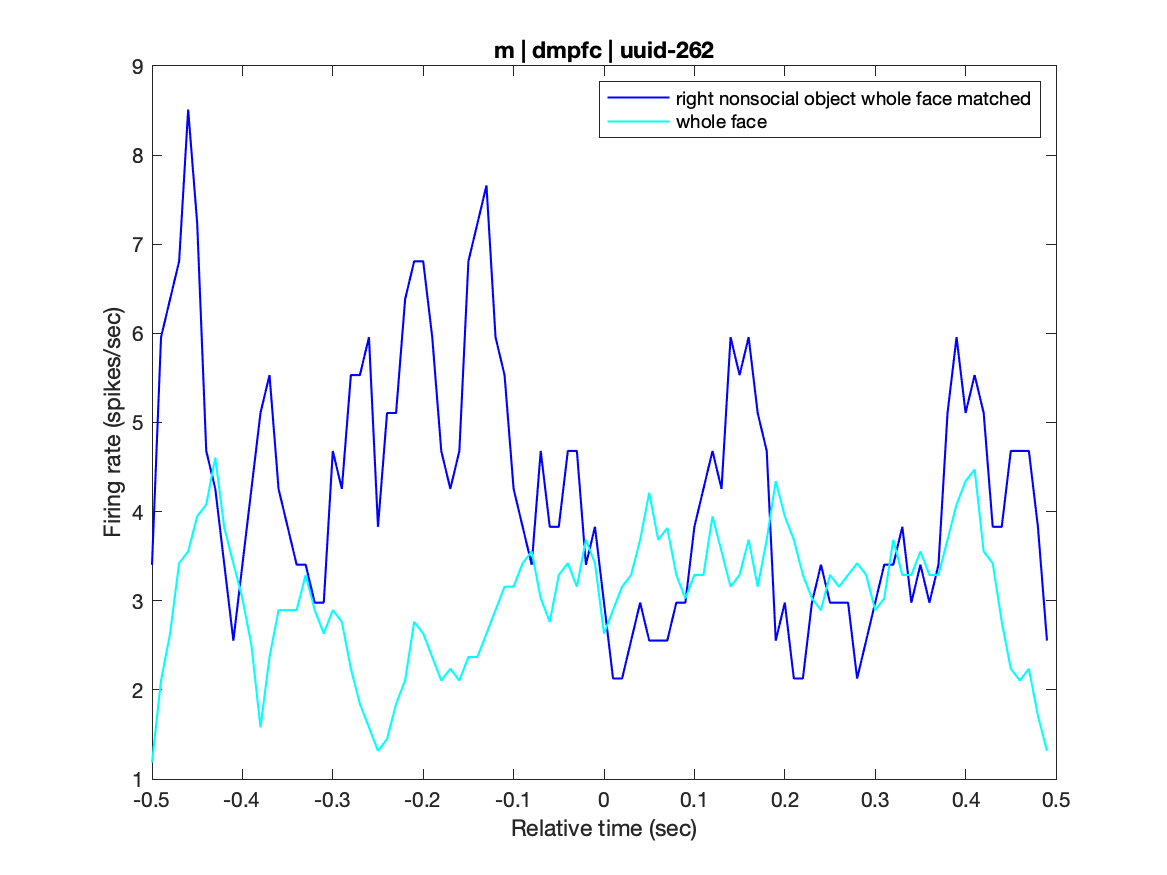 m | dmpfc | uuid-262
right nonsocial object whole face matched
whole face
Firing rate (spikes/sec)
9
8
7
6
5
4
3
2
1
-0.5 -0.4 -0.3 -0.2 -0.1 0 0.1 0.2 0.3 0.4 0.5
Relative time (sec)